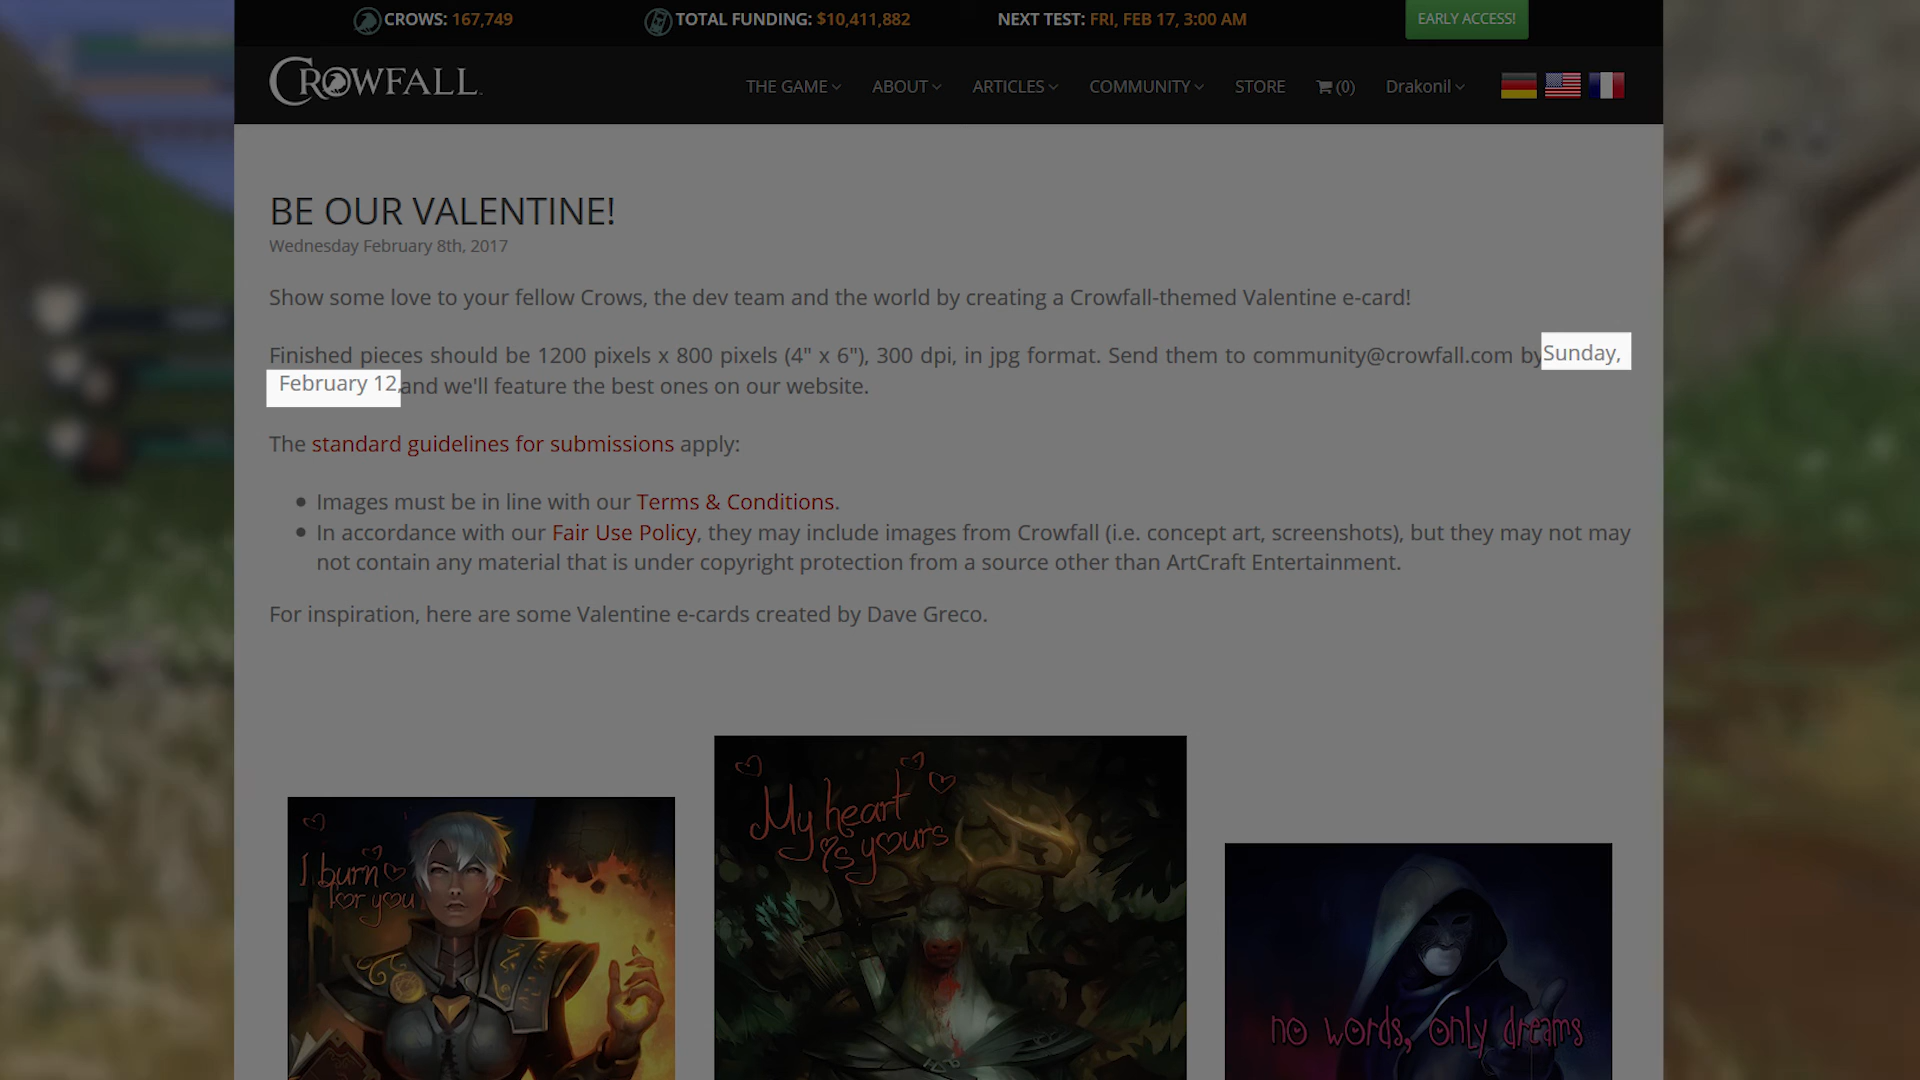 CROWS: 167,749
TOTAL FUNDING: $10,411,882
NEXT TEST: FRI, FEB 17, 3:00 AM
EARLY ACCESS!
CROWFALL
THE GAME
ABOUT
ARTICLES
COMMUNITY
STORE
(0)
Drakonil
BE OUR VALENTINE!
Wednesday February 8th, 2017
Show some love to your fellow Crows, the dev team and the world by creating a Crowfall-themed Valentine e-card!
Finished pieces should be 1200 pixels x 800 pixels (4" x 6"), 300 dpi, in jpg format. Send them to community@crowfall.com by Sunday,
February 12, and we'll feature the best ones on our website.
The standard guidelines for submissions apply:
Images must be in line with our Terms & Conditions.
In accordance with our Fair Use Policy, they may include images from Crowfall (i.e. concept art, screenshots), but they may not may
not contain any material that is under copyright protection from a source other than ArtCraft Entertainment.
For inspiration, here are some Valentine e-cards created by Dave Greco.
I burn
for you
My heart
is yours
no words, only dreams